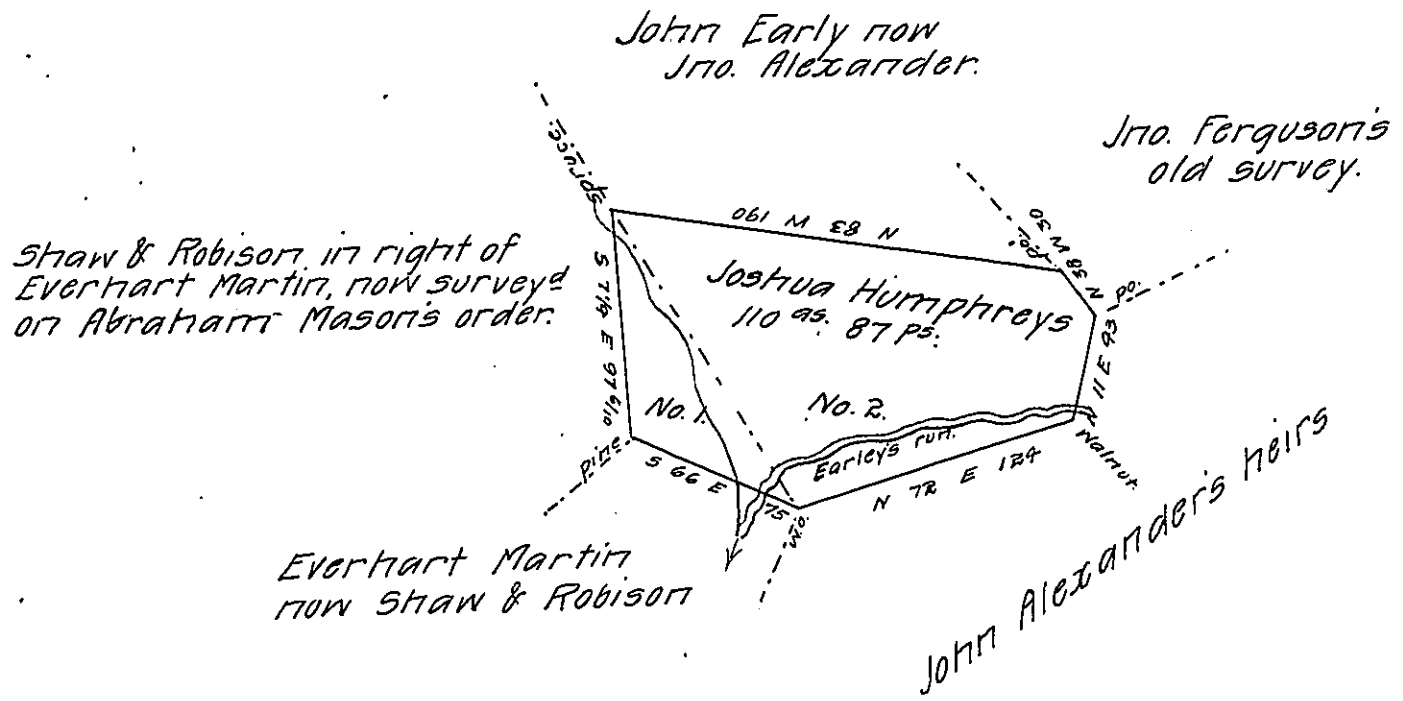 John Early now
Jno. Alexander.
Jno. Ferguson's
old survey.
Spruce.
N 83 W 190
N 38 W 30
po.
po.
Shaw & Robison in right of
Everhart Martin, now surveyd
on Abraham Mason's order.
Joshua Humphreys
110 as. 87 ps.
S 7¼ E 97 6/10
11 E 43
No. 1.
No. 2.
Earley's run.
Pine.
S 66 E 75
w.o.
N 72 E 124
Walnut.
Everhart Martin
now Shaw & Robison
John Alexander's heirs